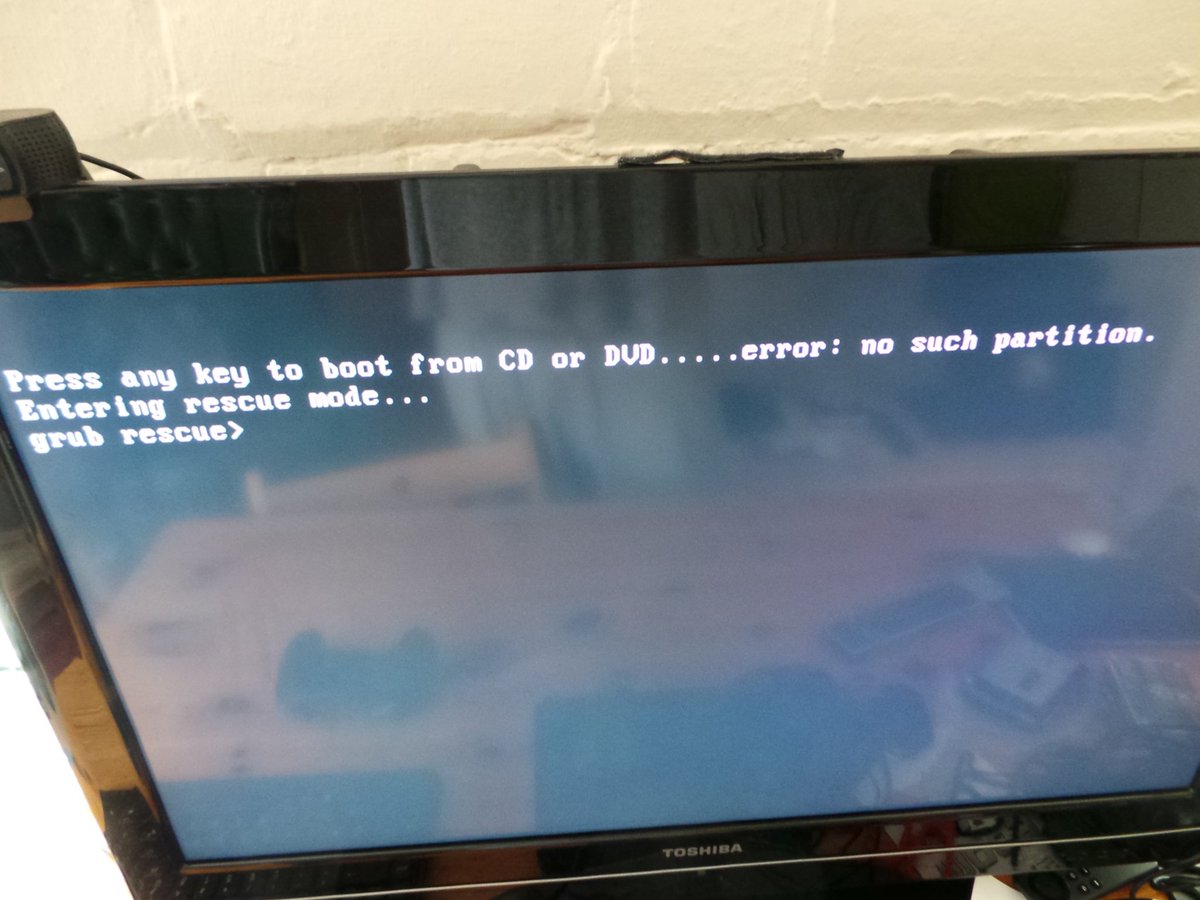 Press any key to boot from CD or DVD.....error: no such partition.
Entering rescue mode...
grub rescue>
TOSHIBA